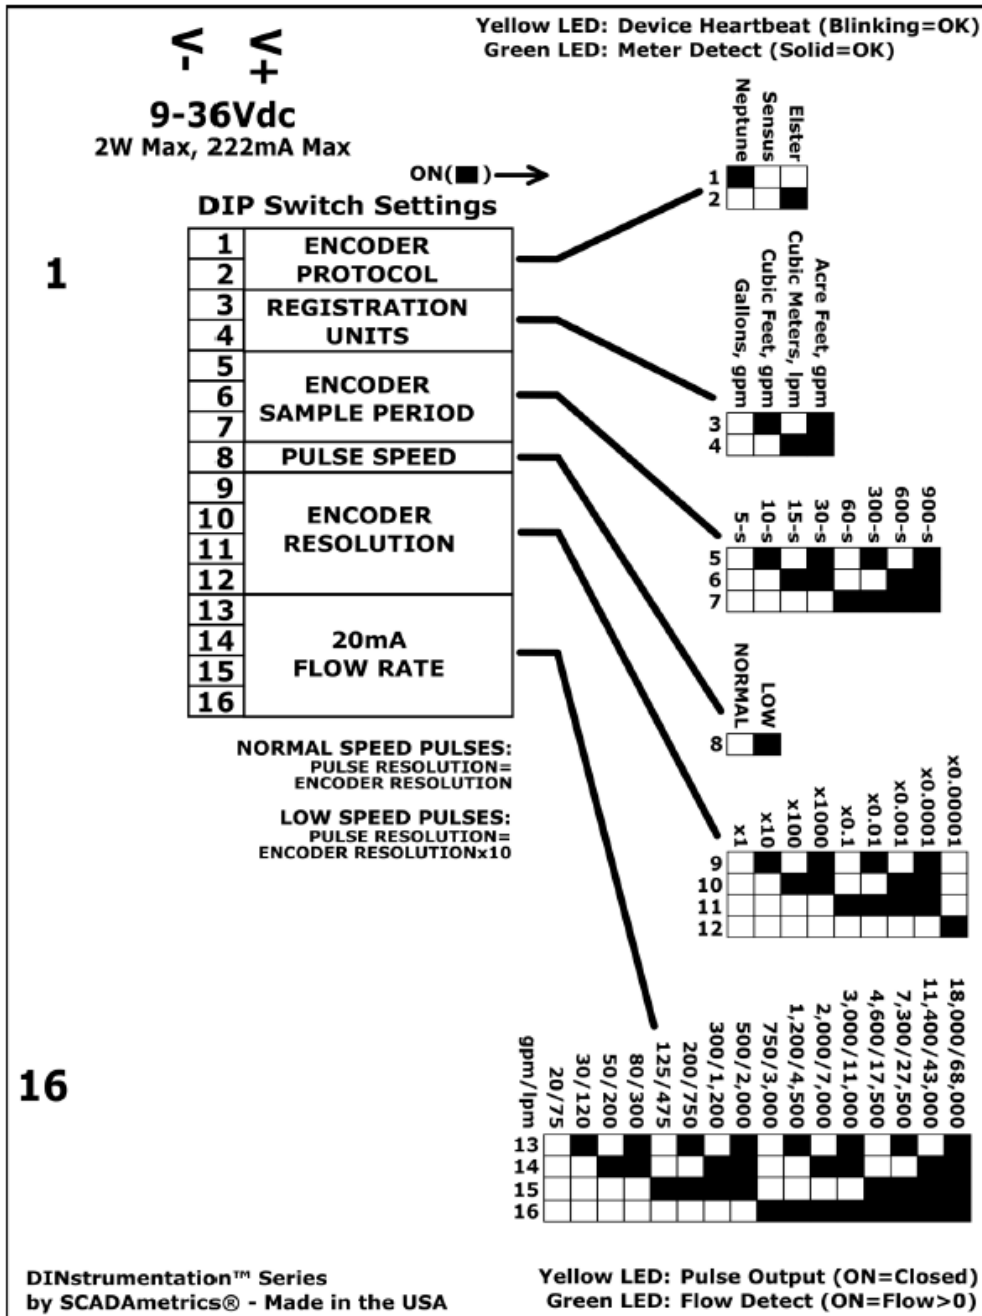 Yellow LED: Device Heartbeat (Blinking=OK)
Green LED: Meter Detect (Solid=OK)
< <
- +
9-36Vdc
2W Max, 222mA Max
ON(■)
DIP Switch Settings
1
16
1
2
ENCODER
PROTOCOL
3
4
REGISTRATION
UNITS
5
6
7
ENCODER
SAMPLE PERIOD
8
PULSE SPEED
9
10
11
12
ENCODER
RESOLUTION
13
14
15
16
20mA
FLOW RATE
NORMAL SPEED PULSES:
PULSE RESOLUTION=
ENCODER RESOLUTION
LOW SPEED PULSES:
PULSE RESOLUTION=
ENCODER RESOLUTIONx10
Neptune
Sensus
Elster
1
2
Gallons, gpm
Cubic Feet, gpm
Cubic Meters, lpm
Acre Feet, gpm
3
4
5-s
10-s
15-s
30-s
60-s
300-s
600-s
900-s
5
6
7
NORMAL
LOW
8
x1
x10
x100
x1000
x0.1
x0.01
x0.001
x0.0001
x0.00001
9
10
11
12
gpm/lpm
20/75
30/120
50/200
80/300
125/475
200/750
300/1,200
500/2,000
750/3,000
1,200/4,500
2,000/7,000
3,000/11,000
4,600/17,500
7,300/27,500
11,400/43,000
18,000/68,000
13
14
15
16
DINstrumentation™ Series
by SCADAmetrics® - Made in the USA
Yellow LED: Pulse Output (ON=Closed)
Green LED: Flow Detect (ON=Flow>0)